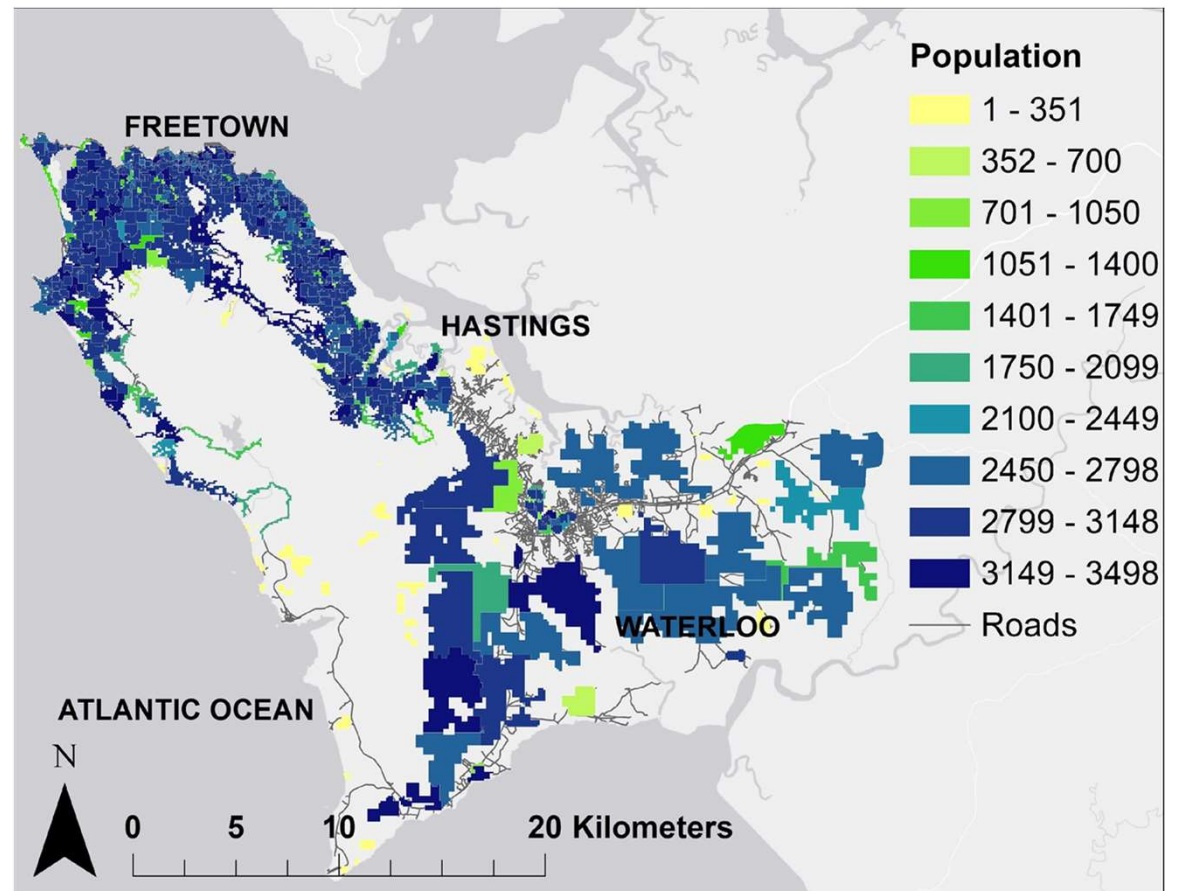 FREETOWN
HASTINGS
WATERLOO
ATLANTIC OCEAN
N
0 5 10 20 Kilometers
Population
1 - 351
352 - 700
701 - 1050
1051 - 1400
1401 - 1749
1750 - 2099
2100 - 2449
2450 - 2798
2799 - 3148
3149 - 3498
Roads